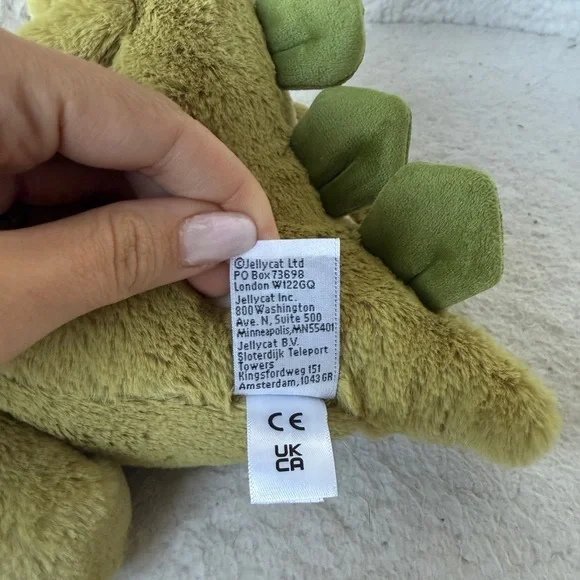 ©Jellycat Ltd
PO Box 73698
London W122GQ
Jellycat Inc.
800 Washington
Ave. N, Suite 500
Minneapolis, MN55401
Jellycat B.V.
Sloterdijk Teleport
Towers
Kingsfordweg 151
Amsterdam, 1043 GR
CE
UK
CA